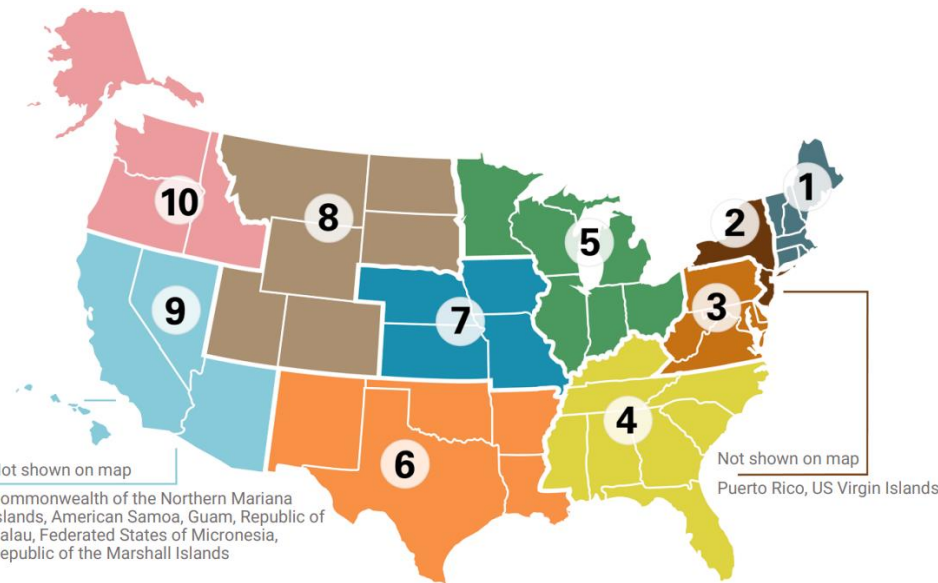 1
2
10
8
5
3
9
7
4
6
Not shown on map
Puerto Rico, US Virgin Islands
ot shown on map
ommonwealth of the Northern Mariana
slands, American Samoa, Guam, Republic of
alau, Federated States of Micronesia,
epublic of the Marshall Islands